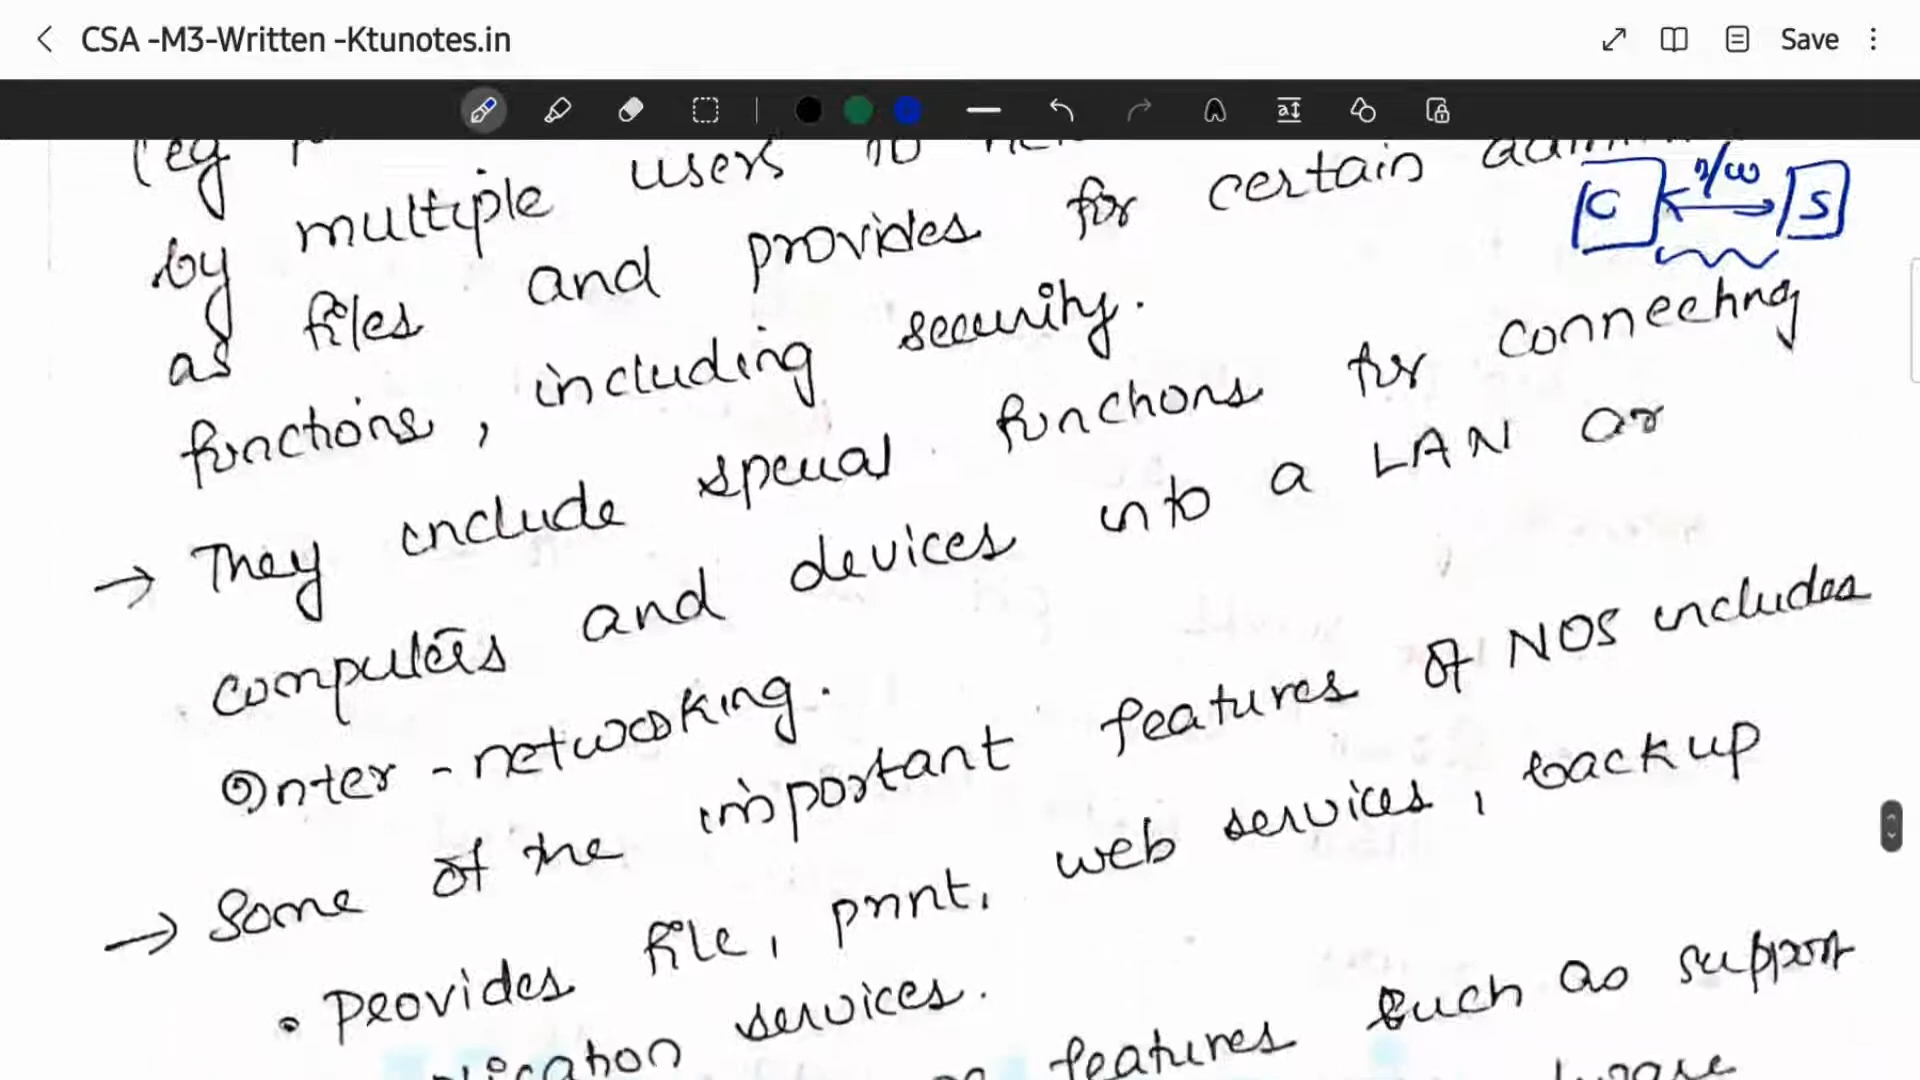 CSA -M3-Written -Ktunotes.in
Save
(eg
by multiple users to
as files and provides for certain
functions, including security.
C r/w S
→ They include special functions for connecting
computers and devices into a LAN or
Inter-networking.
→ Some of the important features of NOS includes
• Provides file, print, web services, backup
services.
features such as support